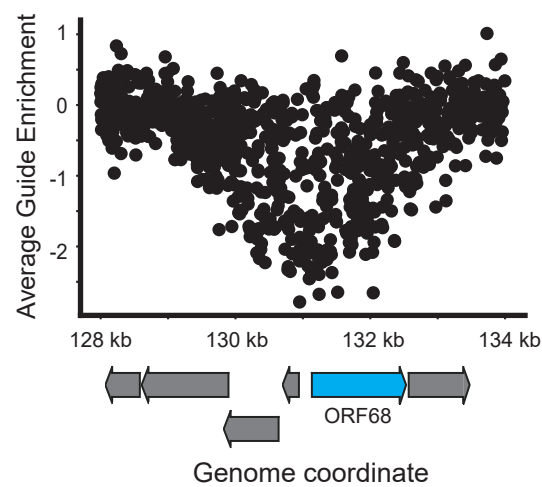 Average Guide Enrichment
1
0
-1
-2
128 kb 130 kb 132 kb 134 kb
ORF68
Genome coordinate